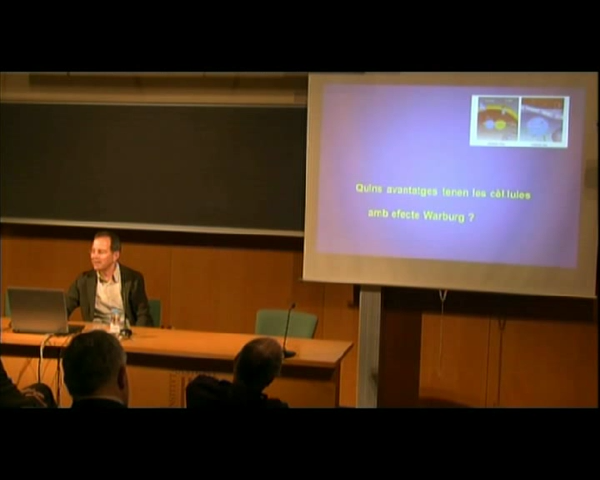 Quins avantatges tenen les cèl.lules
amb efecte Warburg ?